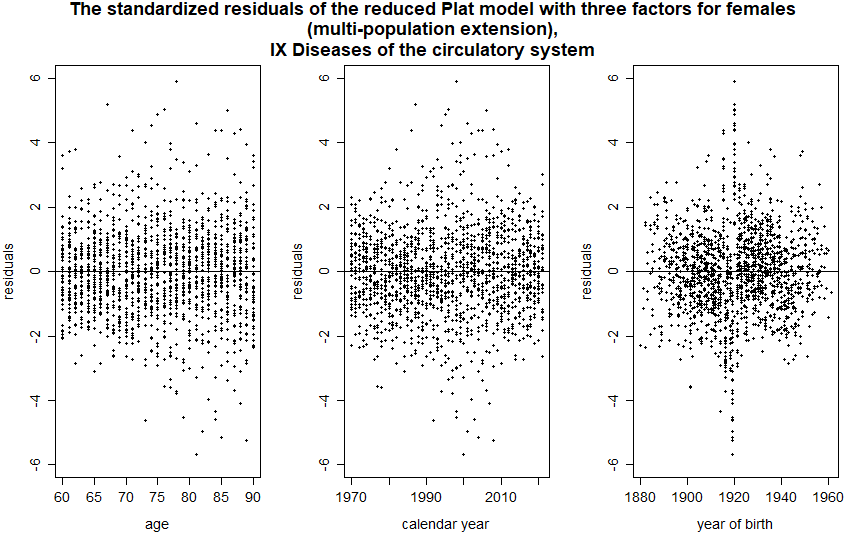 The standardized residuals of the reduced Plat model with three factors for females
(multi-population extension),
IX Diseases of the circulatory system
residuals
6
4
2
0
-2
-4
-6
60 65 70 75 80 85 90
age
residuals
6
4
2
0
-2
-4
-6
1970 1990 2010
calendar year
residuals
6
4
2
0
-2
-4
-6
1880 1900 1920 1940 1960
year of birth